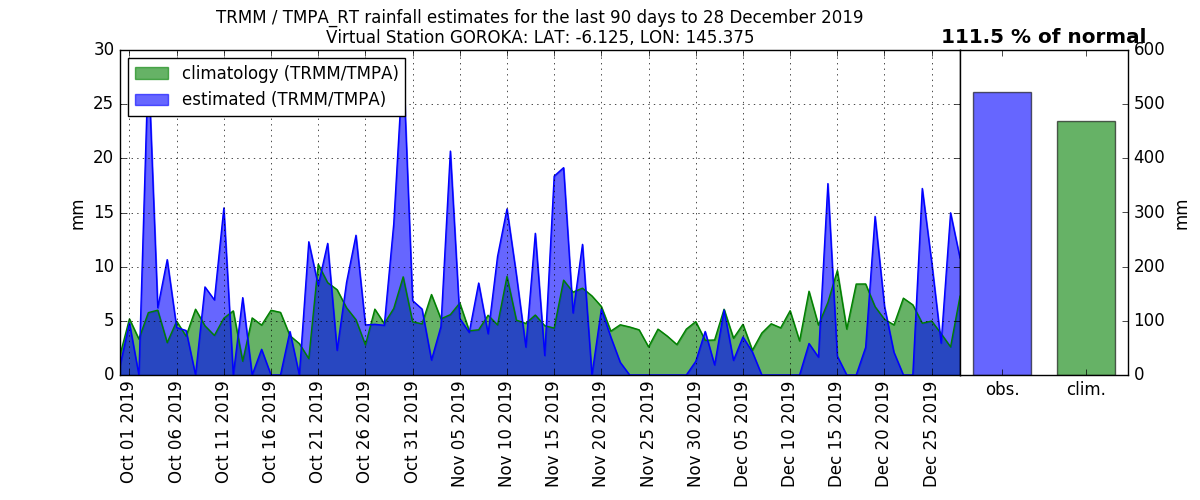 TRMM / TMPA_RT rainfall estimates for the last 90 days to 28 December 2019
Virtual Station GOROKA: LAT: -6.125, LON: 145.375
111.5 % of normal
climatology (TRMM/TMPA)
estimated (TRMM/TMPA)
mm
30
25
20
15
10
5
0
600
500
400
300
200
100
0
mm
Oct 01 2019
Oct 06 2019
Oct 11 2019
Oct 16 2019
Oct 21 2019
Oct 26 2019
Oct 31 2019
Nov 05 2019
Nov 10 2019
Nov 15 2019
Nov 20 2019
Nov 25 2019
Nov 30 2019
Dec 05 2019
Dec 10 2019
Dec 15 2019
Dec 20 2019
Dec 25 2019
obs.
clim.